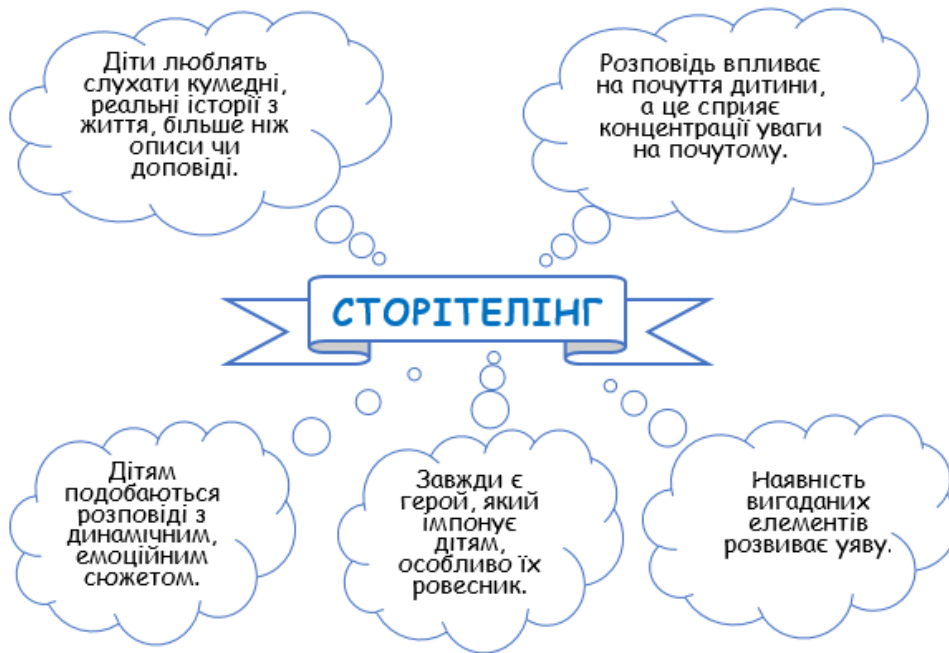 Діти люблять
слухати кумедні,
реальні історії з
життя, більше ніж
описи чи
доповіді.
Розповідь впливає
на почуття дитини,
а це сприяє
концентрації уваги
на почутому.
СТОРІТЕЛІНГ
Дітям
подобаються
розповіді з
динамічним,
емоційним
сюжетом.
Завжди є
герой, який
імпонує
дітям,
особливо їх
ровесник.
Наявність
вигаданих
елементів
розвиває уяву.